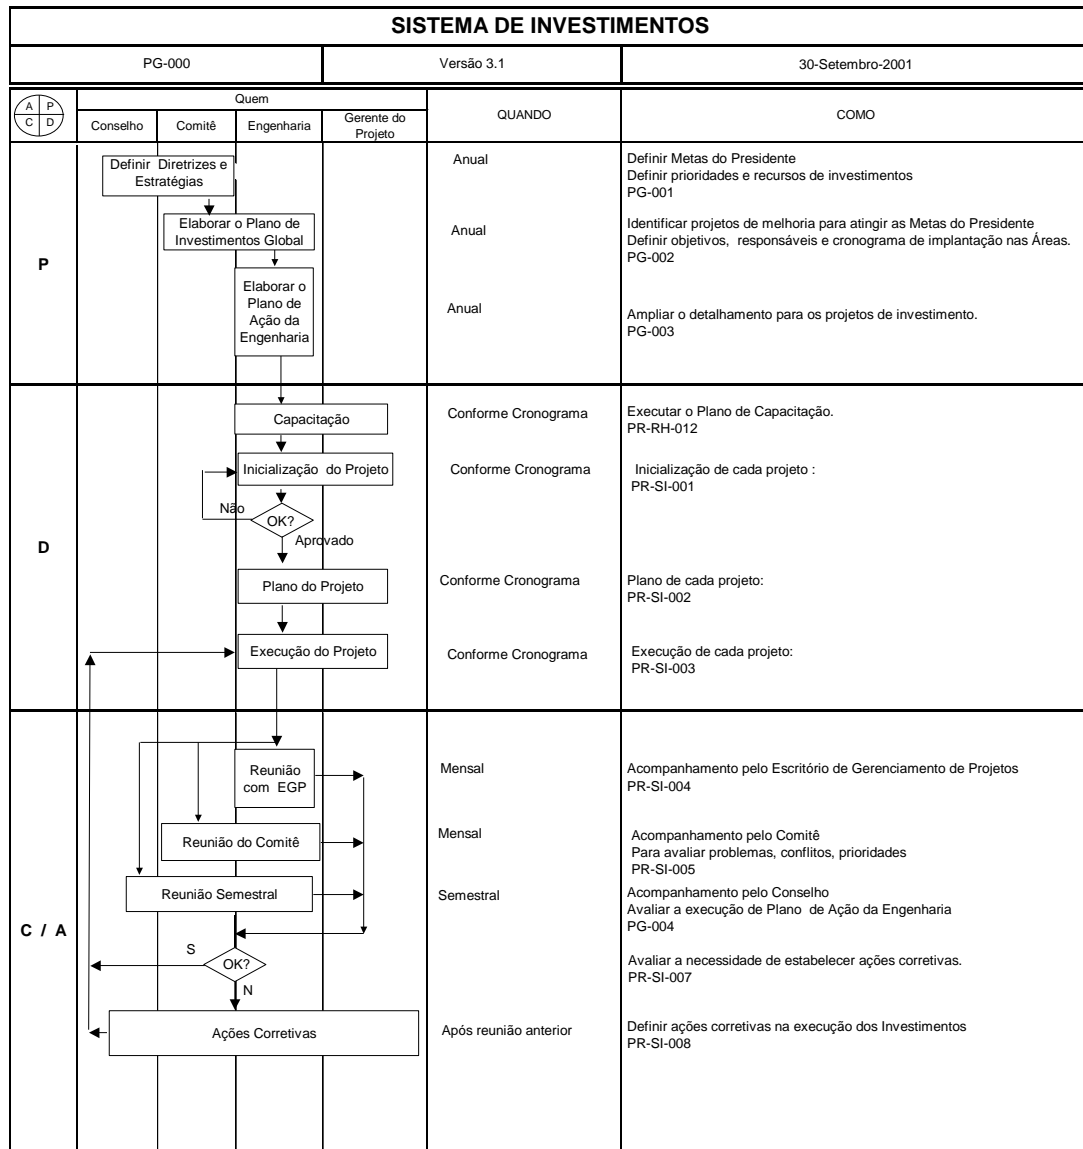 SISTEMA DE INVESTIMENTOS
PG-000
Versão 3.1
30-Setembro-2001
A P
C D
Quem
Conselho
Comitê
Engenharia
Gerente do
Projeto
QUANDO
COMO
P
Definir Diretrizes e
Estratégias
Anual
Definir Metas do Presidente
Definir prioridades e recursos de investimentos
PG-001
Elaborar o Plano de
Investimentos Global
Anual
Identificar projetos de melhoria para atingir as Metas do Presidente
Definir objetivos, responsáveis e cronograma de implantação nas Áreas.
PG-002
Elaborar o
Plano de
Ação da
Engenharia
Anual
Ampliar o detalhamento para os projetos de investimento.
PG-003
D
Capacitação
Conforme Cronograma
Executar o Plano de Capacitação.
PR-RH-012
Inicialização do Projeto
Conforme Cronograma
Inicialização de cada projeto :
PR-SI-001
Não
OK?
Aprovado
Plano do Projeto
Conforme Cronograma
Plano de cada projeto:
PR-SI-002
Execução do Projeto
Conforme Cronograma
Execução de cada projeto:
PR-SI-003
C / A
Reunião
com EGP
Mensal
Acompanhamento pelo Escritório de Gerenciamento de Projetos
PR-SI-004
Reunião do Comitê
Mensal
Acompanhamento pelo Comitê
Para avaliar problemas, conflitos, prioridades
PR-SI-005
Reunião Semestral
Semestral
Acompanhamento pelo Conselho
Avaliar a execução de Plano de Ação da Engenharia
PG-004
S
OK?
N
Avaliar a necessidade de estabelecer ações corretivas.
PR-SI-007
Ações Corretivas
Após reunião anterior
Definir ações corretivas na execução dos Investimentos
PR-SI-008